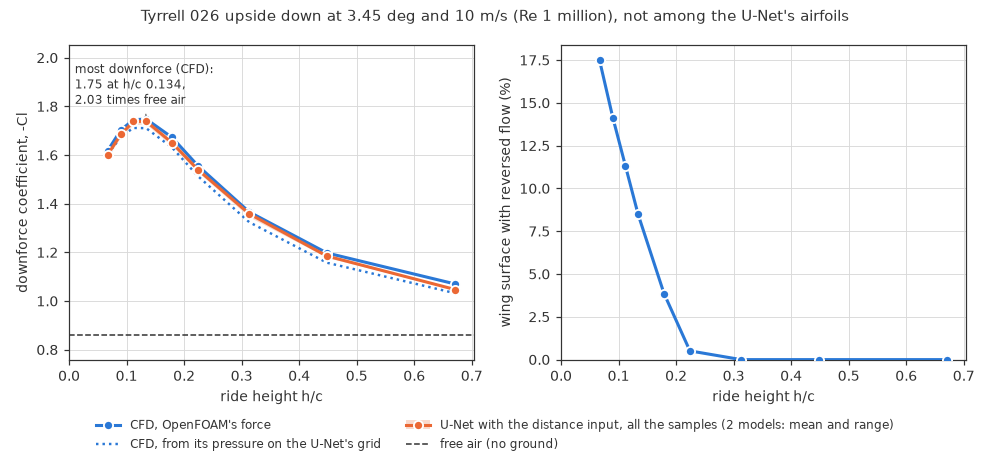 Tyrrell 026 upside down at 3.45 deg and 10 m/s (Re 1 million), not among the U-Net's airfoils
most downforce (CFD):
1.75 at h/c 0.134,
2.03 times free air
downforce coefficient, -Cl
2.0
1.8
1.6
1.4
1.2
1.0
0.8
0.0 0.1 0.2 0.3 0.4 0.5 0.6 0.7
ride height h/c
wing surface with reversed flow (%)
17.5
15.0
12.5
10.0
7.5
5.0
2.5
0.0
0.0 0.1 0.2 0.3 0.4 0.5 0.6 0.7
ride height h/c
CFD, OpenFOAM's force
CFD, from its pressure on the U-Net's grid
U-Net with the distance input, all the samples (2 models: mean and range)
free air (no ground)